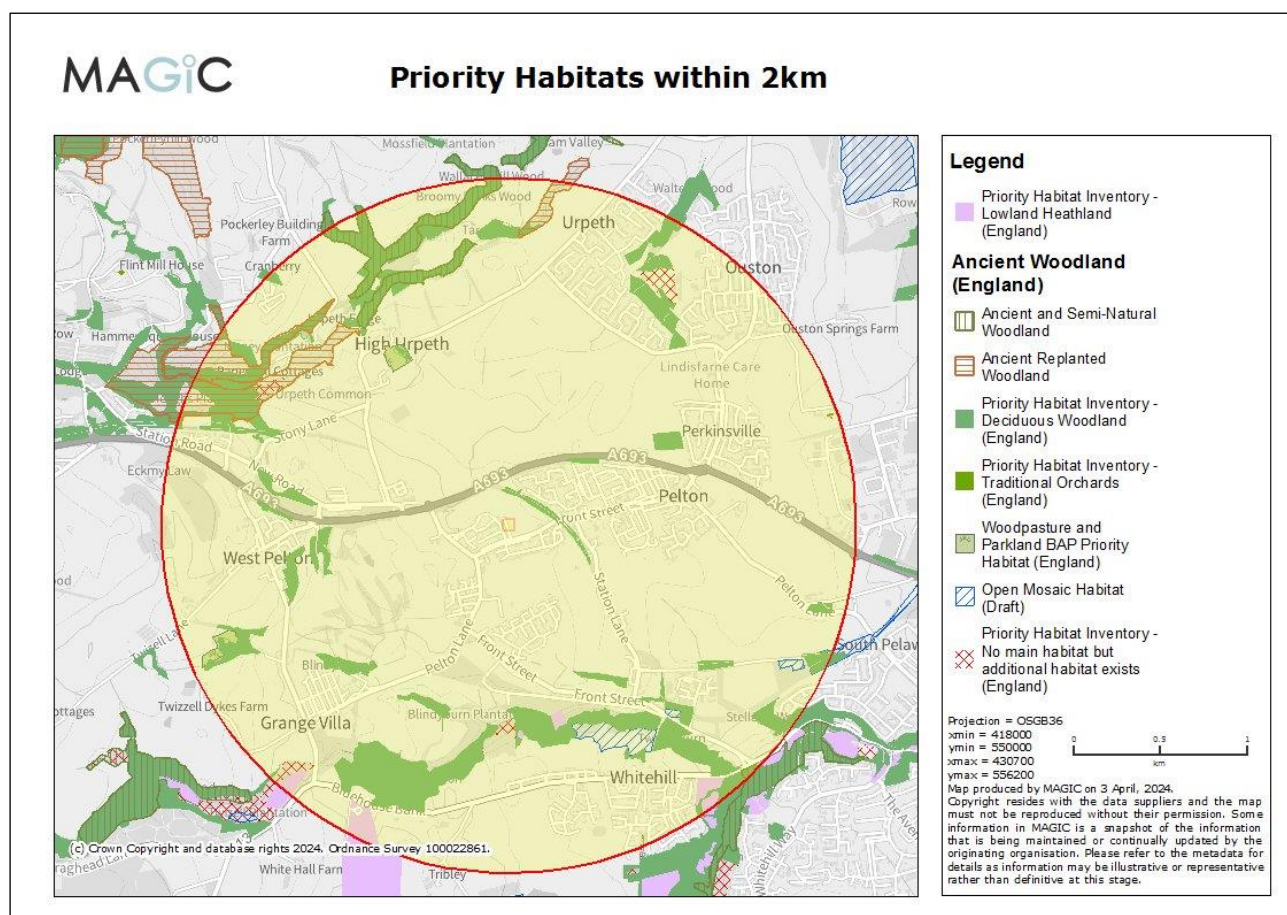 MAGiC
Priority Habitats within 2km
Mossfield Plantation
Urpeth
Pockerley Building
Farm
Flint Mill House
Cranberry
Ouston
Ouston Springs Farm
High Urpeth
Urpeth Common
Lindisfarne Care
Home
Stony Lane
Station Road
Eckmy Law
New Road
A693
A693
A693
A693
Perkinsville
Pelton
Front Street
West Pelton
Station Lane
Pelton Lane
Pelton Lane
South Pelaw
Twizell Lane
Front Street
Front Street
Twizzell Dykes Farm
Grange Villa
Whitehill
Whitehill Way
The Avenue
White Hall Farm
Tribley
(c) Crown Copyright and database rights 2024. Ordnance Survey 100022861.
Legend
Priority Habitat Inventory -
Lowland Heathland
(England)
Ancient Woodland
(England)
Ancient and Semi-Natural
Woodland
Ancient Replanted
Woodland
Priority Habitat Inventory -
Deciduous Woodland
(England)
Priority Habitat Inventory -
Traditional Orchards
(England)
Woodpasture and
Parkland BAP Priority
Habitat (England)
Open Mosaic Habitat
(Draft)
Priority Habitat Inventory -
No main habitat but
additional habitat exists
(England)
Projection = OSGB36
xmin = 418000
ymin = 550000
xmax = 430700
ymax = 556200
0 0.5 1
km
Map produced by MAGIC on 3 April, 2024.
Copyright resides with the data suppliers and the map
must not be reproduced without their permission. Some
information in MAGIC is a snapshot of the information
that is being maintained or continually updated by the
originating organisation. Please refer to the metadata for
details as information may be illustrative or representative
rather than definitive at this stage.